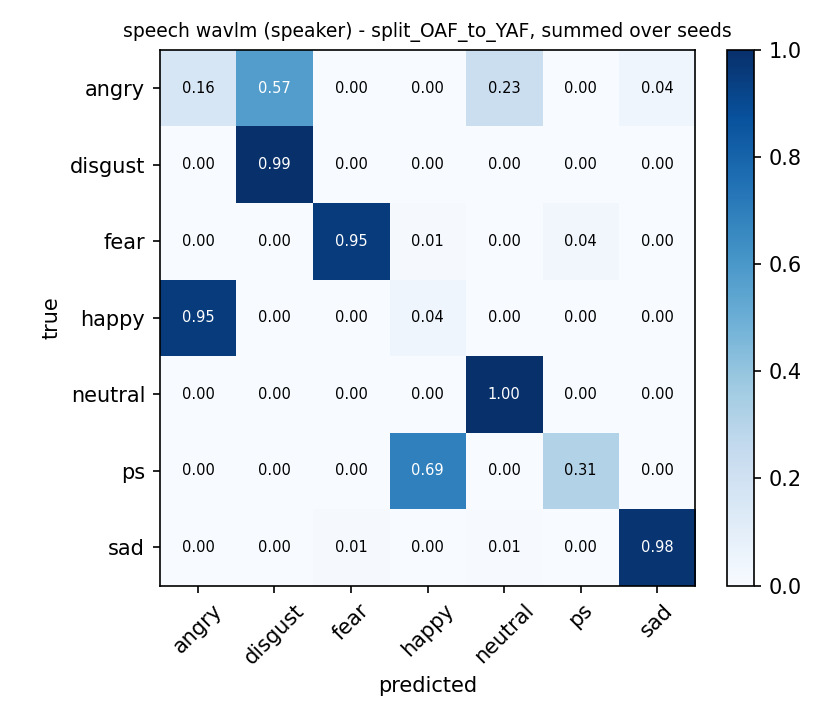 speech wavlm (speaker) - split_OAF_to_YAF, summed over seeds
true
angry 0.16 0.57 0.00 0.00 0.23 0.00 0.04
disgust 0.00 0.99 0.00 0.00 0.00 0.00 0.00
fear 0.00 0.00 0.95 0.01 0.00 0.04 0.00
happy 0.95 0.00 0.00 0.04 0.00 0.00 0.00
neutral 0.00 0.00 0.00 0.00 1.00 0.00 0.00
ps 0.00 0.00 0.00 0.69 0.00 0.31 0.00
sad 0.00 0.00 0.01 0.00 0.01 0.00 0.98
angry disgust fear happy neutral ps sad
predicted
1.0
0.8
0.6
0.4
0.2
0.0